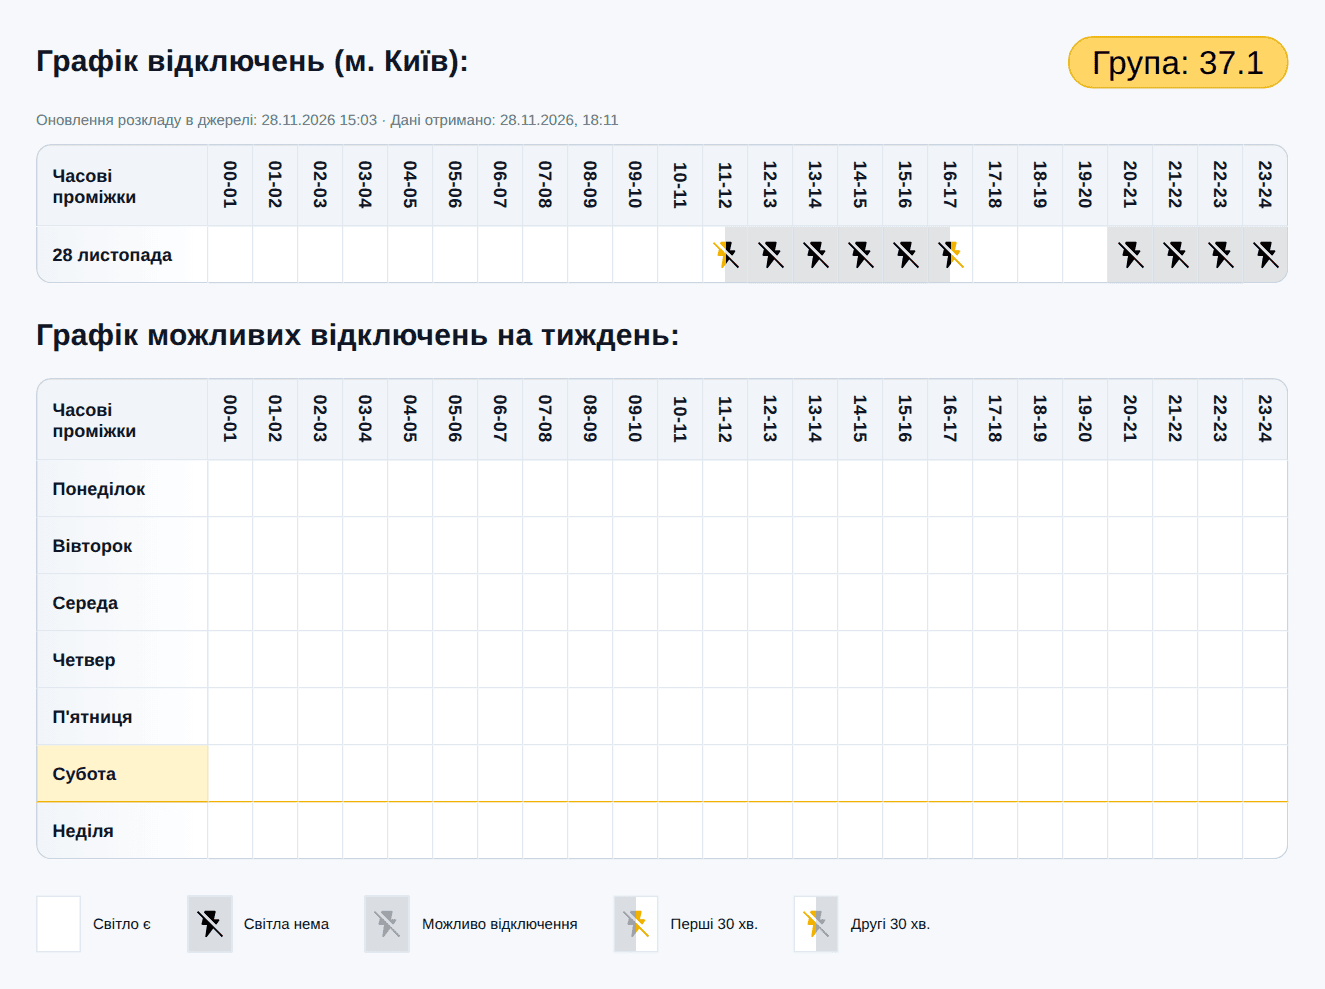 Графік відключень (м. Київ):
Група: 37.1
Оновлення розкладу в джерелі: 28.11.2026 15:03 · Дані отримано: 28.11.2026, 18:11
Часові
проміжки
00-01 01-02 02-03 03-04 04-05 05-06 06-07 07-08 08-09 09-10 10-11 11-12 12-13 13-14 14-15 15-16 16-17 17-18 18-19 19-20 20-21 21-22 22-23 23-24
28 листопада
Графік можливих відключень на тиждень:
Часові
проміжки
00-01 01-02 02-03 03-04 04-05 05-06 06-07 07-08 08-09 09-10 10-11 11-12 12-13 13-14 14-15 15-16 16-17 17-18 18-19 19-20 20-21 21-22 22-23 23-24
Понеділок
Вівторок
Середа
Четвер
П'ятниця
Субота
Неділя
Світло є
Світла нема
Можливо відключення
Перші 30 хв.
Другі 30 хв.